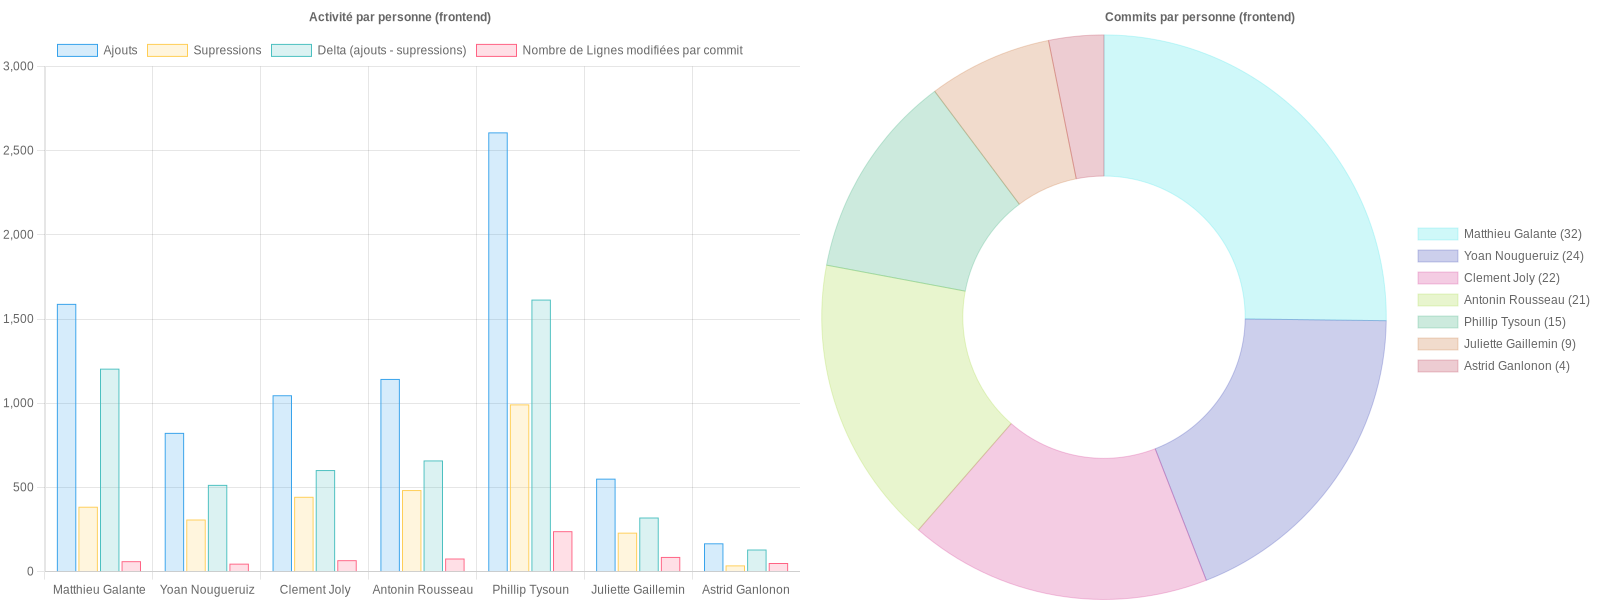 Activité par personne (frontend)
Ajouts Supressions Delta (ajouts - supressions) Nombre de Lignes modifiées par commit
3,000
2,500
2,000
1,500
1,000
500
0
Matthieu Galante Yoan Nougueruiz Clement Joly Antonin Rousseau Phillip Tysoun Juliette Gaillemin Astrid Ganlonon
Commits par personne (frontend)
Matthieu Galante (32)
Yoan Nougueruiz (24)
Clement Joly (22)
Antonin Rousseau (21)
Phillip Tysoun (15)
Juliette Gaillemin (9)
Astrid Ganlonon (4)